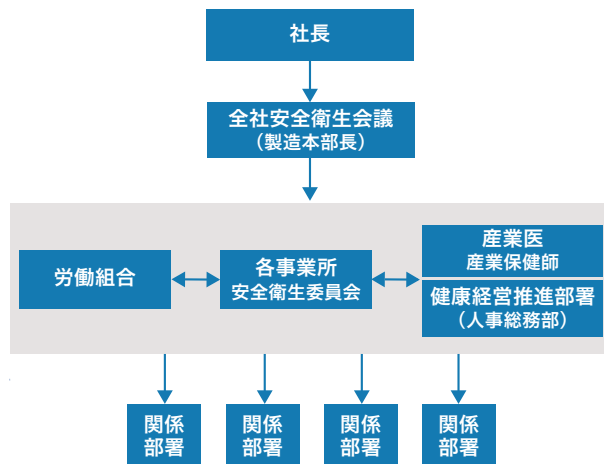 社長
全社安全衛生会議
（製造本部長）
労働組合
各事業所
安全衛生委員会
産業医
産業保健師
健康経営推進部署
（人事総務部）
関係
部署
関係
部署
関係
部署
関係
部署